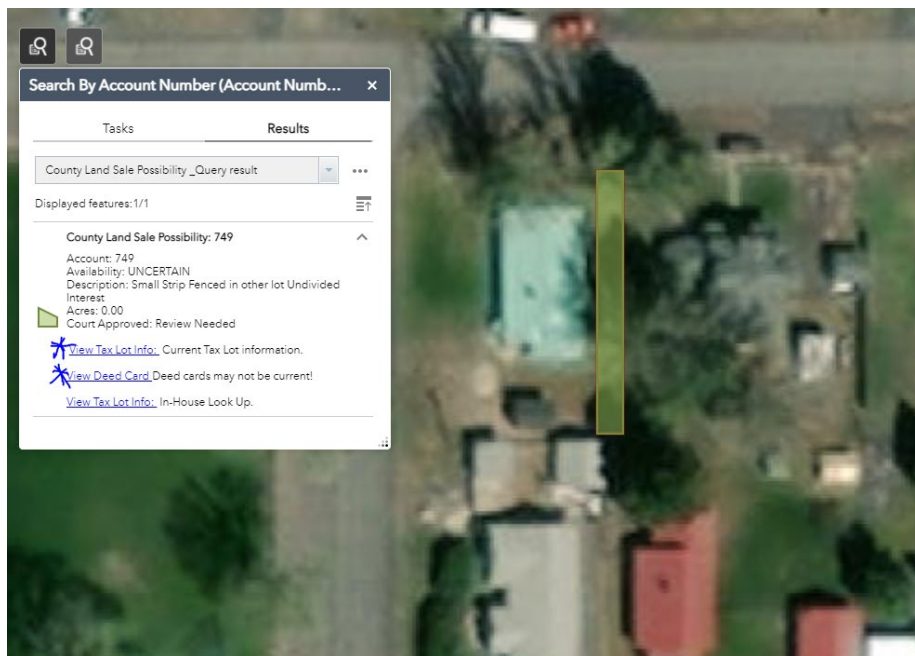 Search By Account Number (Account Numb...
Tasks
Results
County Land Sale Possibility _Query result
Displayed features:1/1
County Land Sale Possibility: 749
Account: 749
Availability: UNCERTAIN
Description: Small Strip Fenced in other lot Undivided
Interest
Acres: 0.00
Court Approved: Review Needed
View Tax Lot Info: Current Tax Lot information.
View Deed Card Deed cards may not be current!
View Tax Lot Info: In-House Look Up.